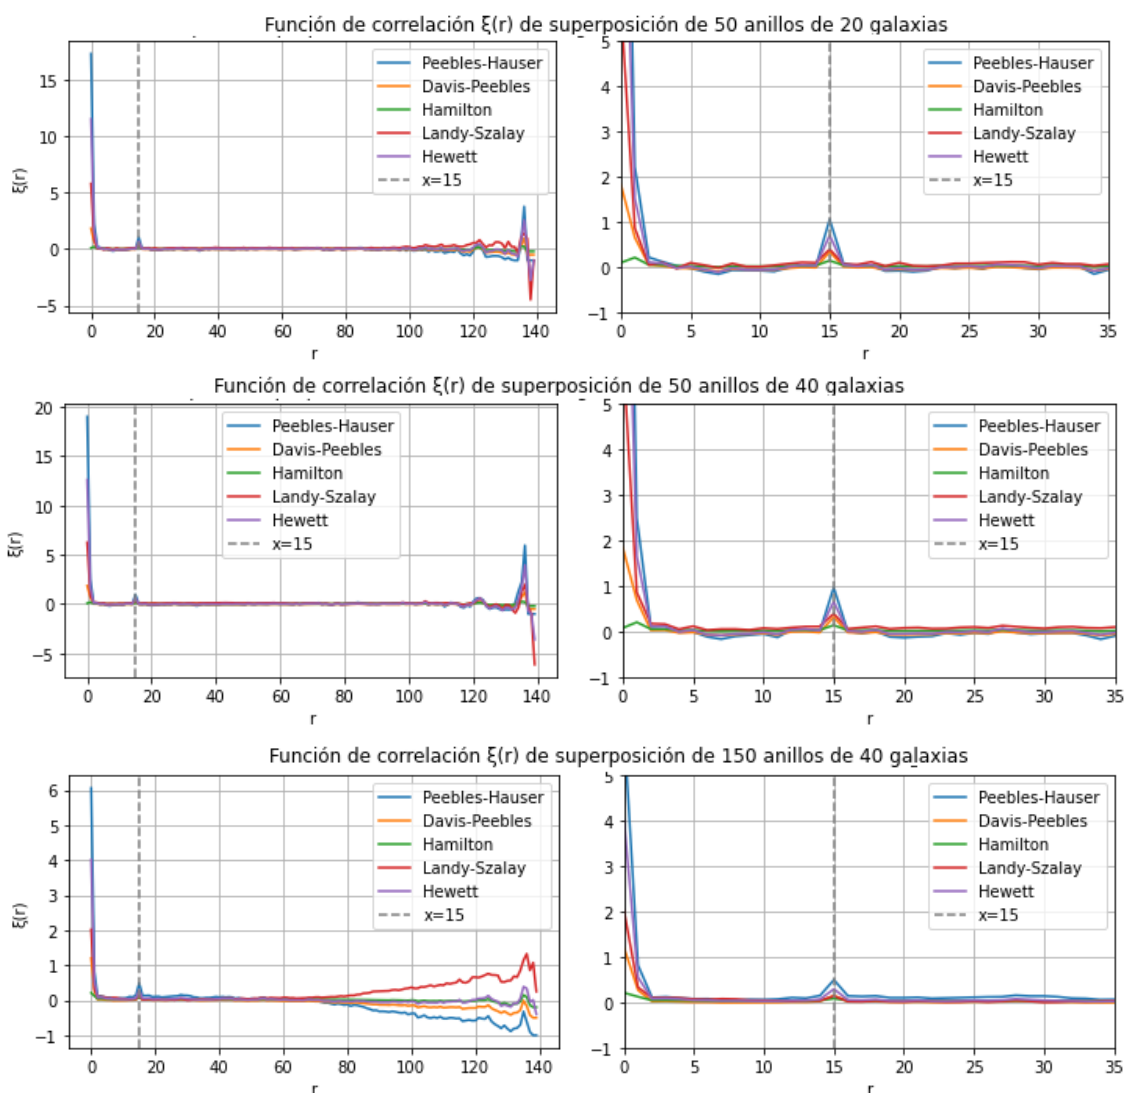 Función de correlación ξ(r) de superposición de 50 anillos de 20 galaxias
ξ(r)
15
10
5
0
−5
Peebles-Hauser
Davis-Peebles
Hamilton
Landy-Szalay
Hewett
x=15
0 20 40 60 80 100 120 140
r
5
4
3
2
1
0
−1
Peebles-Hauser
Davis-Peebles
Hamilton
Landy-Szalay
Hewett
x=15
0 5 10 15 20 25 30 35
r
Función de correlación ξ(r) de superposición de 50 anillos de 40 galaxias
ξ(r)
20
15
10
5
0
−5
Peebles-Hauser
Davis-Peebles
Hamilton
Landy-Szalay
Hewett
x=15
0 20 40 60 80 100 120 140
r
5
4
3
2
1
0
−1
Peebles-Hauser
Davis-Peebles
Hamilton
Landy-Szalay
Hewett
x=15
0 5 10 15 20 25 30 35
r
Función de correlación ξ(r) de superposición de 150 anillos de 40 galaxias
ξ(r)
6
5
4
3
2
1
0
−1
Peebles-Hauser
Davis-Peebles
Hamilton
Landy-Szalay
Hewett
x=15
0 20 40 60 80 100 120 140
r
5
4
3
2
1
0
−1
Peebles-Hauser
Davis-Peebles
Hamilton
Landy-Szalay
Hewett
x=15
0 5 10 15 20 25 30 35
r